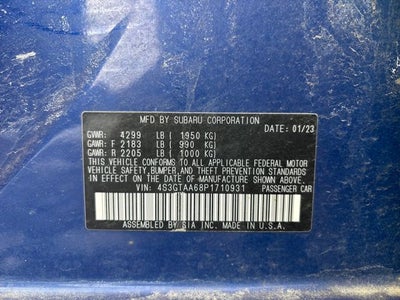 MFD BY SUBARU CORPORATION
DATE: 01/23
GVWR: 4299 LB ( 1950 KG)
GAWR: F 2183 LB ( 990 KG)
GAWR: R 2205 LB ( 1000 KG)
THIS VEHICLE CONFORMS TO ALL APPLICABLE FEDERAL MOTOR
VEHICLE SAFETY,BUMPER,AND THEFT PREVENTION STANDARDS
IN EFFECT ON THE DATE OF MANUFACTURE SHOWN ABOVE.
VIN: 4S3GTAA68P1710931 PASSENGER CAR
ASSEMBLED BY SIA INC. MADE IN U.S.A.